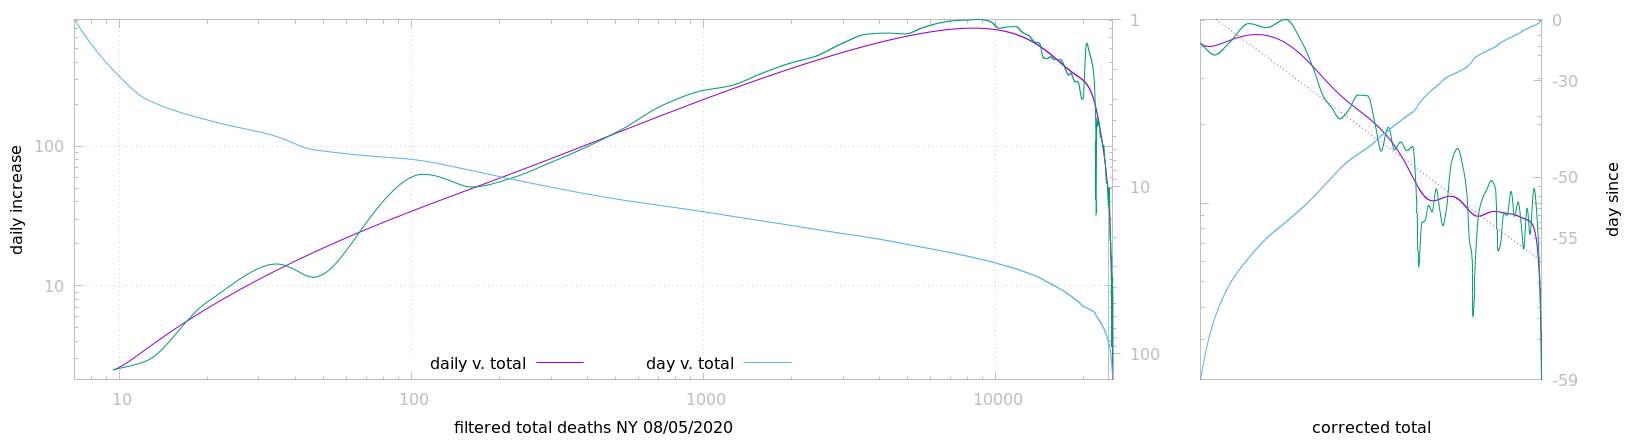 daily increase
100
10
daily v. total
day v. total
10
100
1000
10000
filtered total deaths NY 08/05/2020
1
10
100
0
-30
-50
-55
-59
day since
corrected total